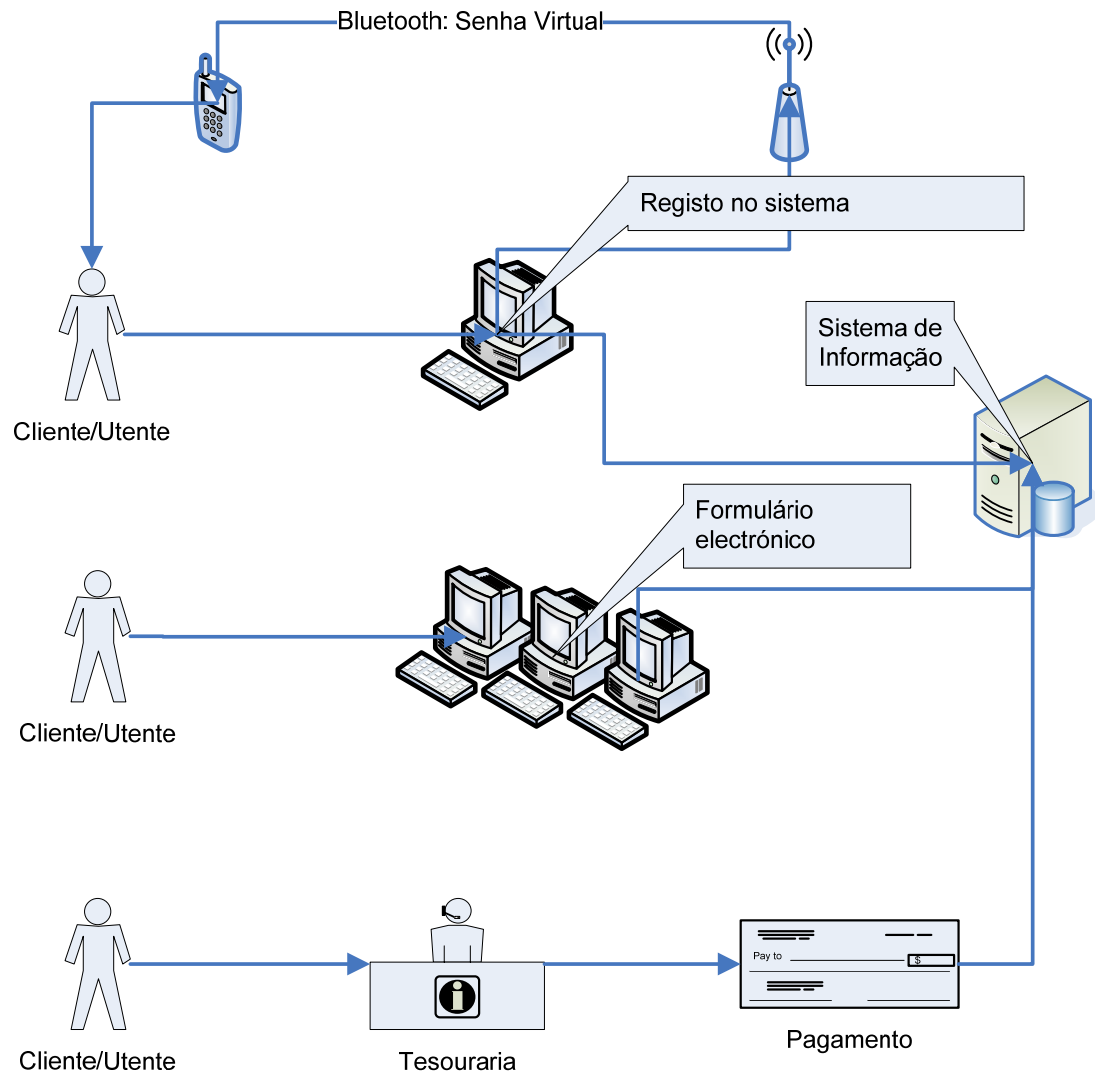 Bluetooth: Senha Virtual
Registo no sistema
Sistema de
Informação
Cliente/Utente
Formulário
electrónico
Cliente/Utente
Pay to
$
Cliente/Utente
Tesouraria
Pagamento